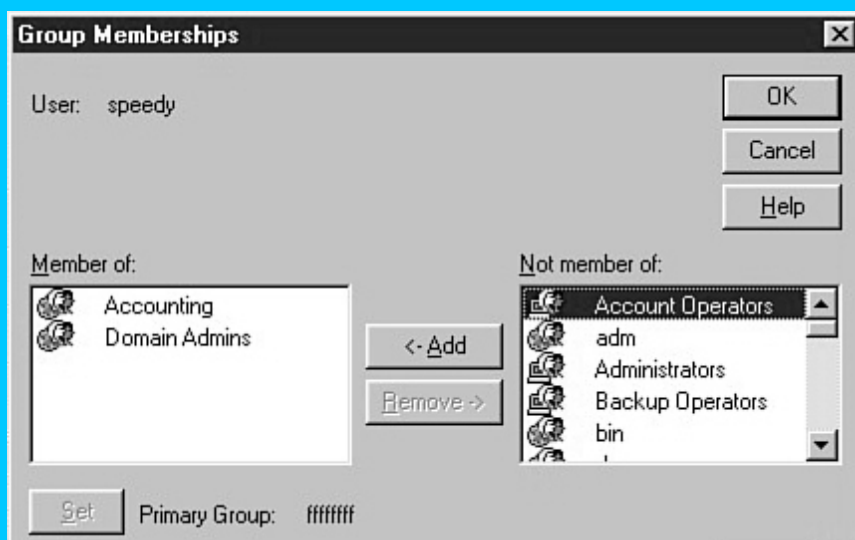 Group Memberships
User: speedy
OK
Cancel
Help
Member of:
Accounting
Domain Admins
<- Add
Remove ->
Not member of:
Account Operators
adm
Administrators
Backup Operators
bin
Set
Primary Group: ffffffff